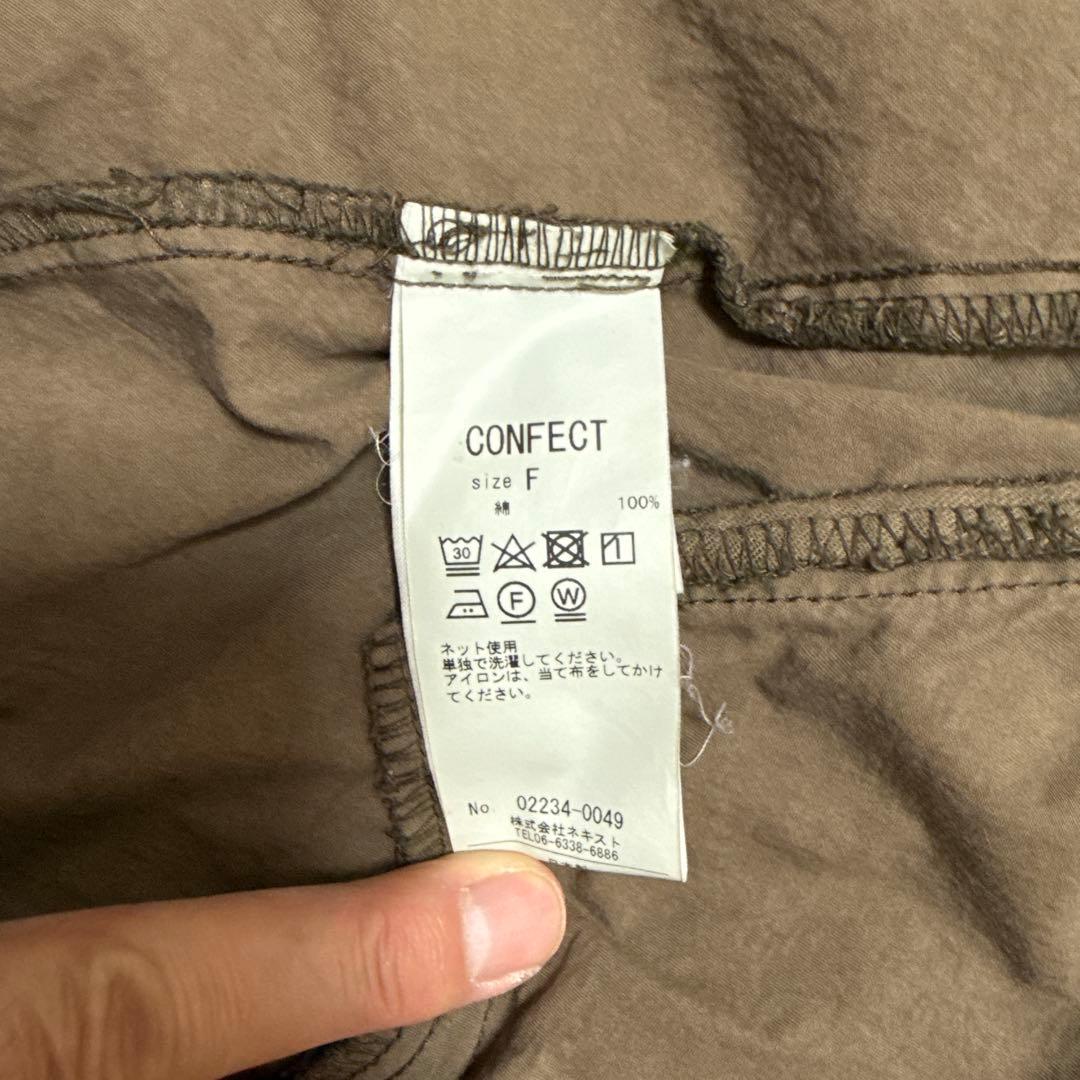 CONFECT
size F
綿 100%
30
F W
ネット使用
単独で洗濯してください。
アイロンは、当て布をしてかけ
てください。
No 02234-0049
株式会社ネキスト
TEL06-6338-6886